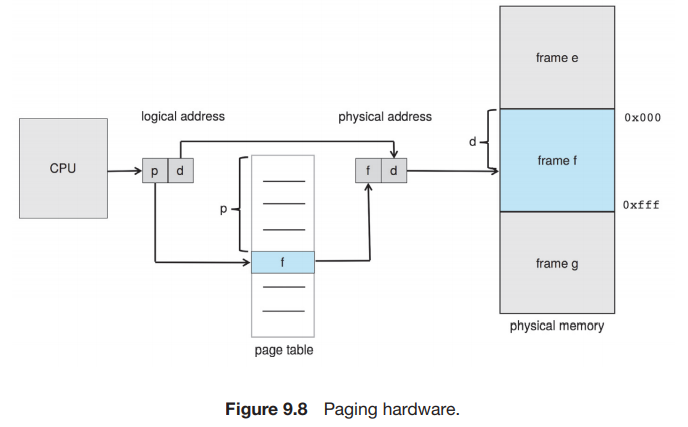 frame e
logical address
physical address
0x000
d
CPU
p d
f d
frame f
p
0xfff
f
frame g
physical memory
page table
Figure 9.8 Paging hardware.